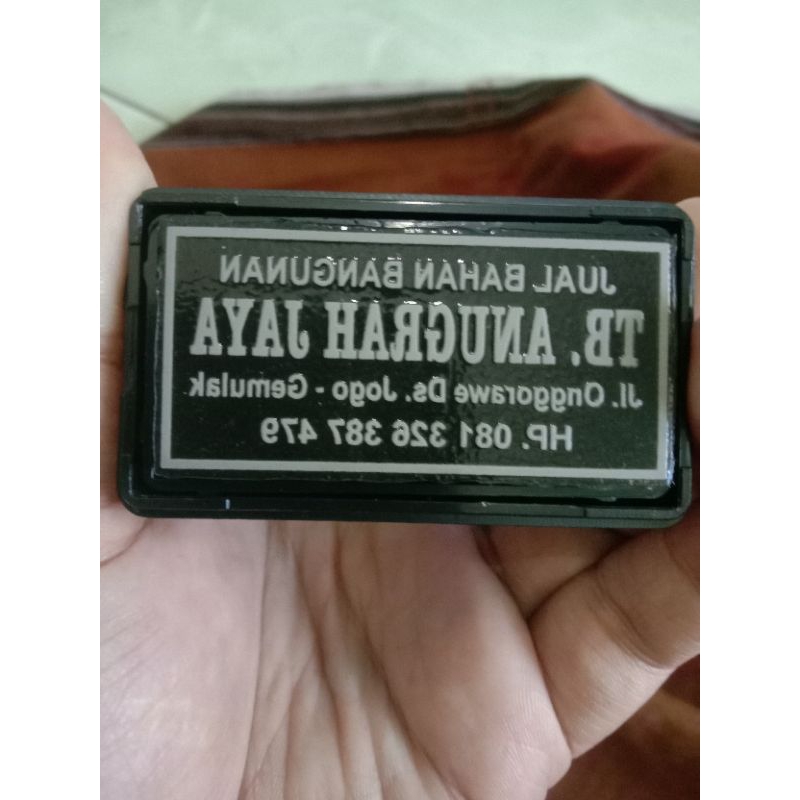 JUAL BAHAN BANGUNAN
TB. ANUGRAH JAYA
Jl. Onggorawe Ds. Jogo - Gemulak
HP. 081 326 387 479